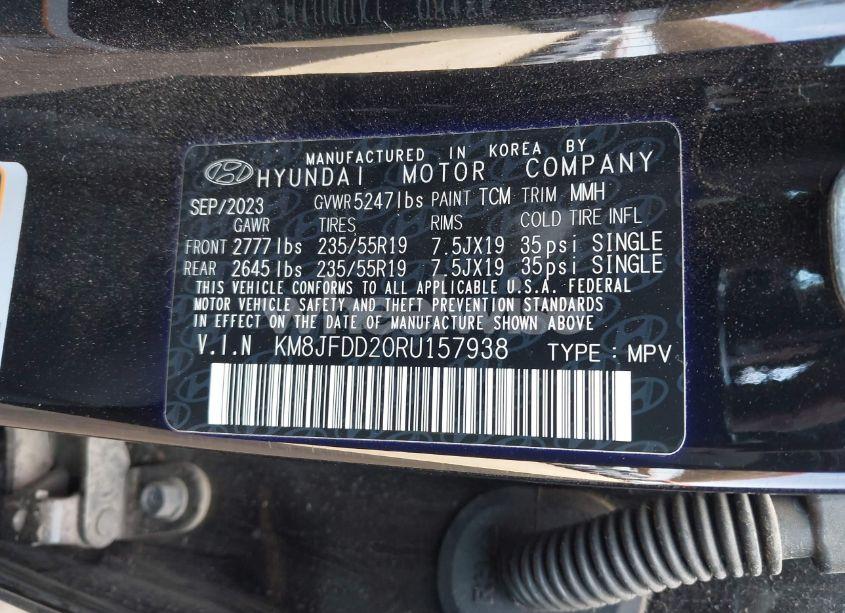 MANUFACTURED IN KOREA BY
HYUNDAI MOTOR COMPANY
SEP/2023 GVWR 5247lbs PAINT TCM TRIM MMH
GAWR TIRES RIMS COLD TIRE INFL
FRONT 2777lbs 235/55R19 7.5JX19 35psi SINGLE
REAR 2645lbs 235/55R19 7.5JX19 35psi SINGLE
THIS VEHICLE CONFORMS TO ALL APPLICABLE U.S.A. FEDERAL
MOTOR VEHICLE SAFETY AND THEFT PREVENTION STANDARDS
IN EFFECT ON THE DATE OF MANUFACTURE SHOWN ABOVE
V.I.N KM8JFDD20RU157938 TYPE : MPV